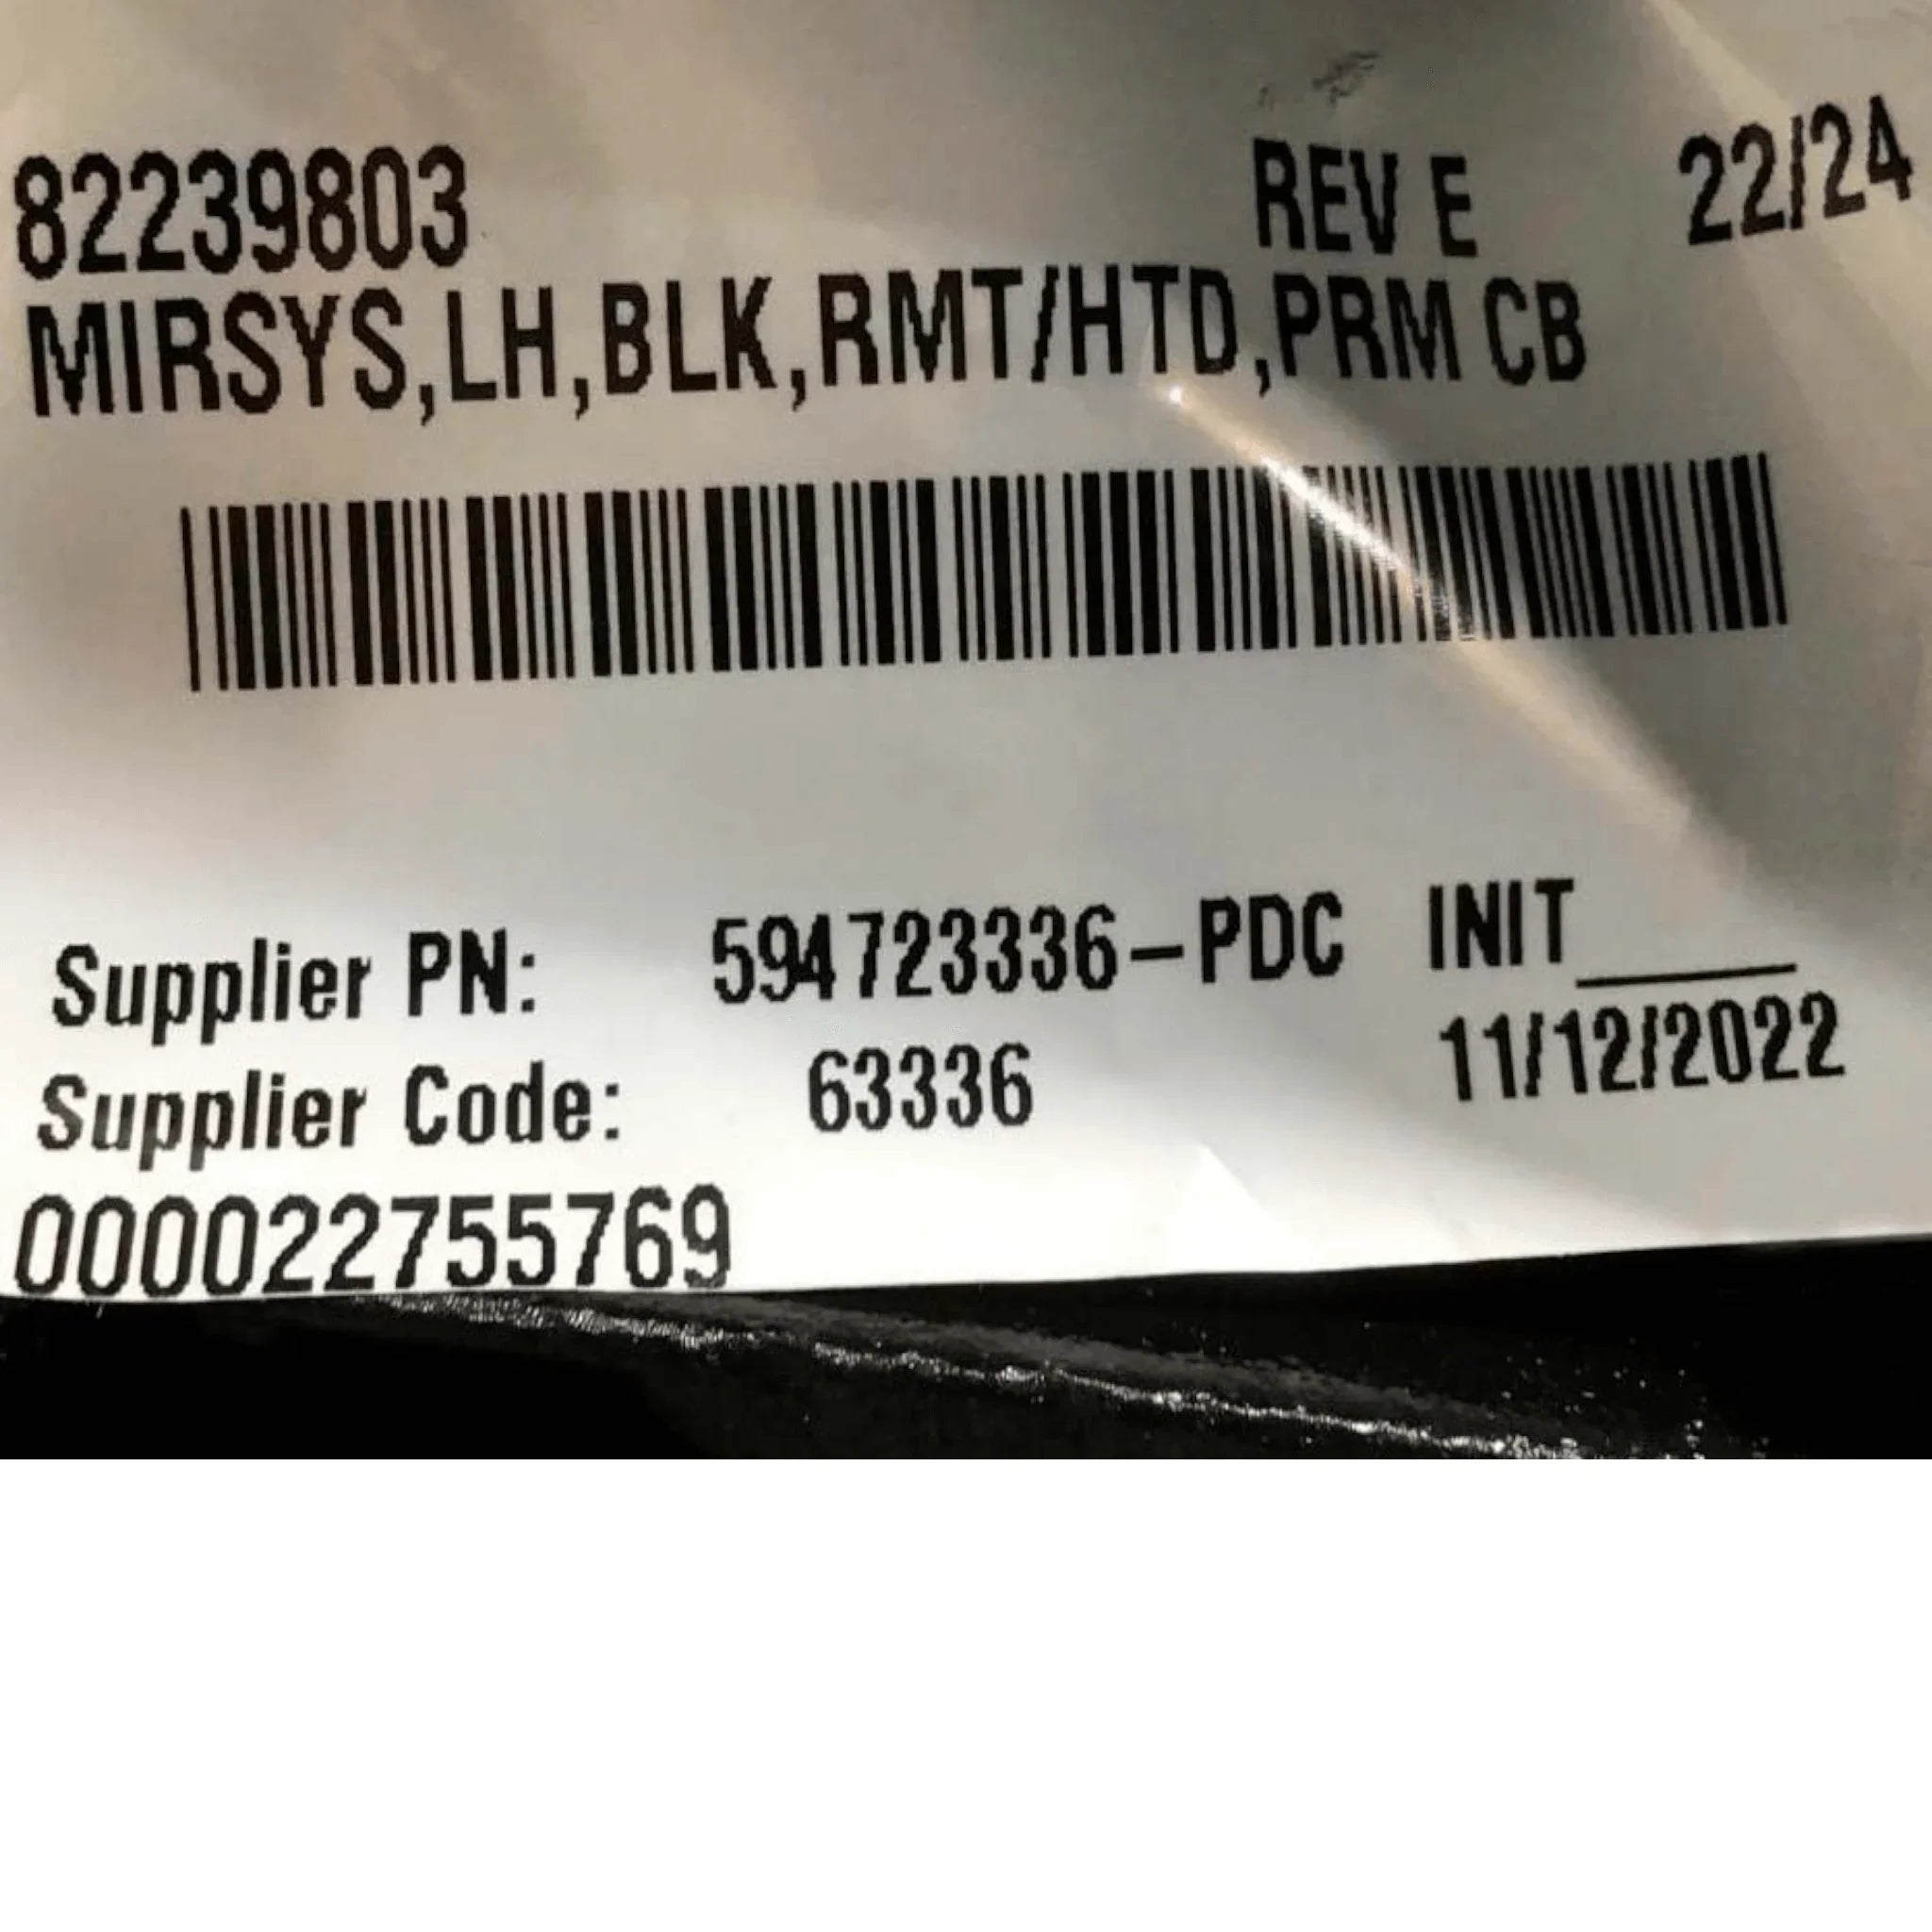 82239803 REV E 22/24
MIRSYS,LH,BLK,RMT/HTD,PRM CB
Supplier PN: 594723336-PDC INIT____
Supplier Code: 63336 11/12/2022
000022755769